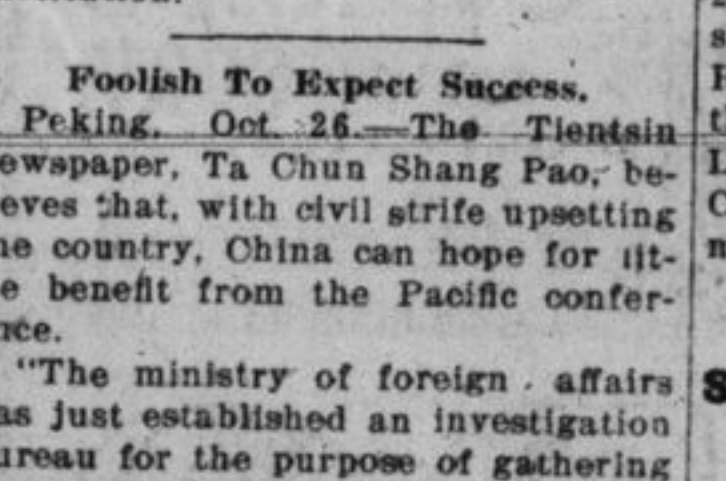 Foolish To Expect Success.
Peking, Oct. 26.—The Tientsin
ewspaper, Ta Chun Shang Pao, be-
eves that, with civil strife upsetting
he country, China can hope for lit-
e benefit from the Pacific confer-
nce.
"The ministry of foreign affairs
as just established an investigation
ureau for the purpose of gathering